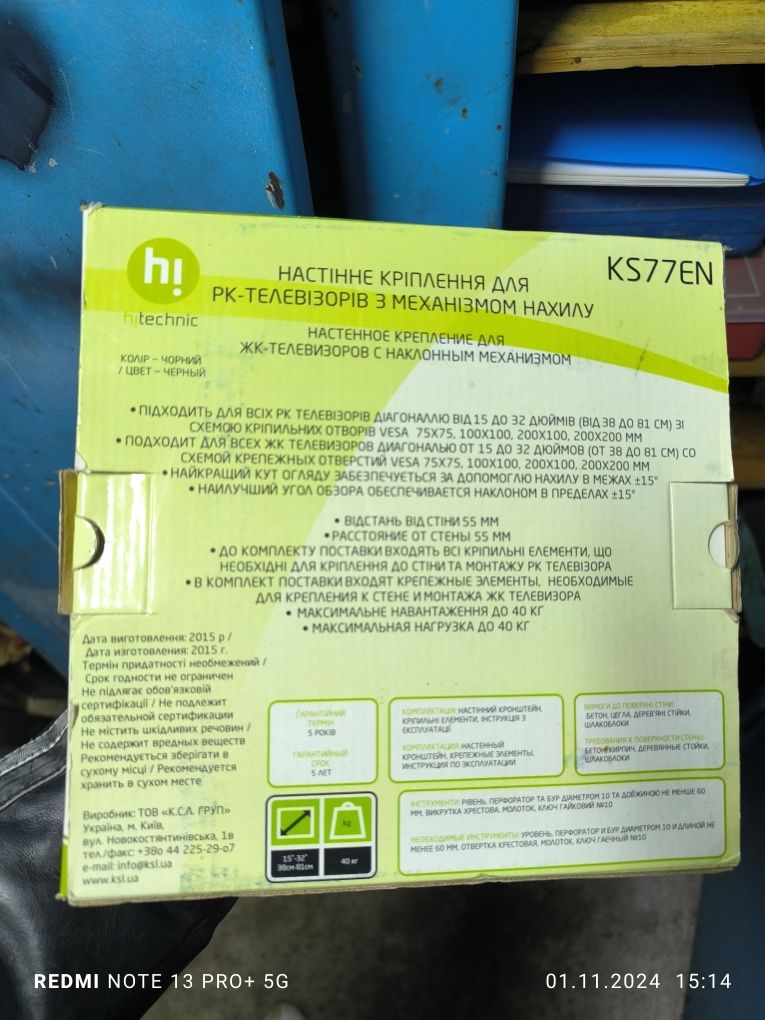 hi
hitechnic
KS77EN
НАСТІННЕ КРІПЛЕННЯ ДЛЯ
РК-ТЕЛЕВІЗОРІВ З МЕХАНІЗМОМ НАХИЛУ
НАСТЕННОЕ КРЕПЛЕНИЕ ДЛЯ
ЖК-ТЕЛЕВИЗОРОВ С НАКЛОННЫМ МЕХАНИЗМОМ
КОЛІР – ЧОРНИЙ
/ ЦВЕТ – ЧЕРНЫЙ
• ПІДХОДИТЬ ДЛЯ ВСІХ РК ТЕЛЕВІЗОРІВ ДІАГОНАЛЛЮ ВІД 15 ДО 32 ДЮЙМІВ (ВІД 38 ДО 81 СМ) ЗІ
СХЕМОЮ КРІПИЛЬНИХ ОТВОРІВ VESA 75X75, 100X100, 200X100, 200X200 ММ
• ПОДХОДИТ ДЛЯ ВСЕХ ЖК ТЕЛЕВИЗОРОВ ДИАГОНАЛЬЮ ОТ 15 ДО 32 ДЮЙМОВ (ОТ 38 ДО 81 СМ) СО
СХЕМОЙ КРЕПЕЖНЫХ ОТВЕРСТИЙ VESA 75X75, 100X100, 200X100, 200X200 ММ
• НАЙКРАЩИЙ КУТ ОГЛЯДУ ЗАБЕЗПЕЧУЄТЬСЯ ЗА ДОПОМОГЛЮ НАХИЛУ В МЕЖАХ ±15°
• НАИЛУЧШИЙ УГОЛ ОБЗОРА ОБЕСПЕЧИВАЕТСЯ НАКЛОНОМ В ПРЕДЕЛАХ ±15°
• ВІДСТАНЬ ВІД СТІНИ 55 ММ
• РАССТОЯНИЕ ОТ СТЕНЫ 55 ММ
• ДО КОМПЛЕКТУ ПОСТАВКИ ВХОДЯТЬ ВСІ КРІПИЛЬНІ ЕЛЕМЕНТИ, ЩО
НЕОБХІДНІ ДЛЯ КРІПЛЕННЯ ДО СТІНИ ТА МОНТАЖУ РК ТЕЛЕВІЗОРА
• В КОМПЛЕКТ ПОСТАВКИ ВХОДЯТ КРЕПЕЖНЫЕ ЭЛЕМЕНТЫ, НЕОБХОДИМЫЕ
ДЛЯ КРЕПЛЕНИЯ К СТЕНЕ И МОНТАЖА ЖК ТЕЛЕВИЗОРА
• МАКСИМАЛЬНЕ НАВАНТАЖЕННЯ ДО 40 КГ
• МАКСИМАЛЬНАЯ НАГРУЗКА ДО 40 КГ
Дата виготовлення: 2015 р /
Дата изготовления: 2015 г.
Термін придатності необмежений /
Срок годности не ограничен
Не підлягає обов'язковій
сертифікації / Не подлежит
обязательной сертификации
Не містить шкідливих речовин /
Не содержит вредных веществ
Рекомендується зберігати в
сухому місці / Рекомендуется
хранить в сухом месте
Виробник: ТОВ «К.С.Л. ГРУП»
Україна, м. Київ,
вул. Новокостянтинівська, 1в
тел./факс: +380 44 225-29-07
e-mail: info@ksl.ua
www.ksl.ua
ГАРАНТІЙНИЙ
ТЕРМІН
5 РОКІВ
ГАРАНТИЙНЫЙ
СРОК
5 ЛЕТ
КОМПЛЕКТАЦІЯ: НАСТІННИЙ КРОНШТЕЙН,
КРІПИЛЬНІ ЕЛЕМЕНТИ, ІНСТРУКЦІЯ З
ЕКСПЛУАТАЦІЇ
КОМПЛЕКТАЦИЯ: НАСТЕННЫЙ
КРОНШТЕЙН, КРЕПЕЖНЫЕ ЭЛЕМЕНТЫ,
ИНСТРУКЦИЯ ПО ЭКСПЛУАТАЦИИ
ВИМОГИ ДО ПОВЕРХНІ СТІНИ:
БЕТОН, ЦЕГЛА, ДЕРЕВ'ЯНІ СТІЙКИ,
ШЛАКОБЛОКИ
ТРЕБОВАНИЯ К ПОВЕРХНОСТИ СТЕНЫ:
БЕТОН, КИРПИЧ, ДЕРЕВЯННЫЕ СТОЙКИ,
ШЛАКОБЛОКИ
kg
15"-32"
38см-81см
40 кг
ІНСТРУМЕНТИ: РІВЕНЬ, ПЕРФОРАТОР ТА БУР ДІАМЕТРОМ 10 ТА ДОВЖИНОЮ НЕ МЕНШЕ 60
ММ, ВИКРУТКА ХРЕСТОВА, МОЛОТОК, КЛЮЧ ГАЙКОВИЙ №10
НЕОБХОДИМЫЕ ИНСТРУМЕНТЫ: УРОВЕНЬ, ПЕРФОРАТОР И БУР ДИАМЕТРОМ 10 И ДЛИНОЙ НЕ
МЕНЕЕ 60 ММ, ОТВЕРТКА КРЕСТОВАЯ, МОЛОТОК, КЛЮЧ ГАЕЧНЫЙ №10
REDMI NOTE 13 PRO+ 5G
01.11.2024 15:14